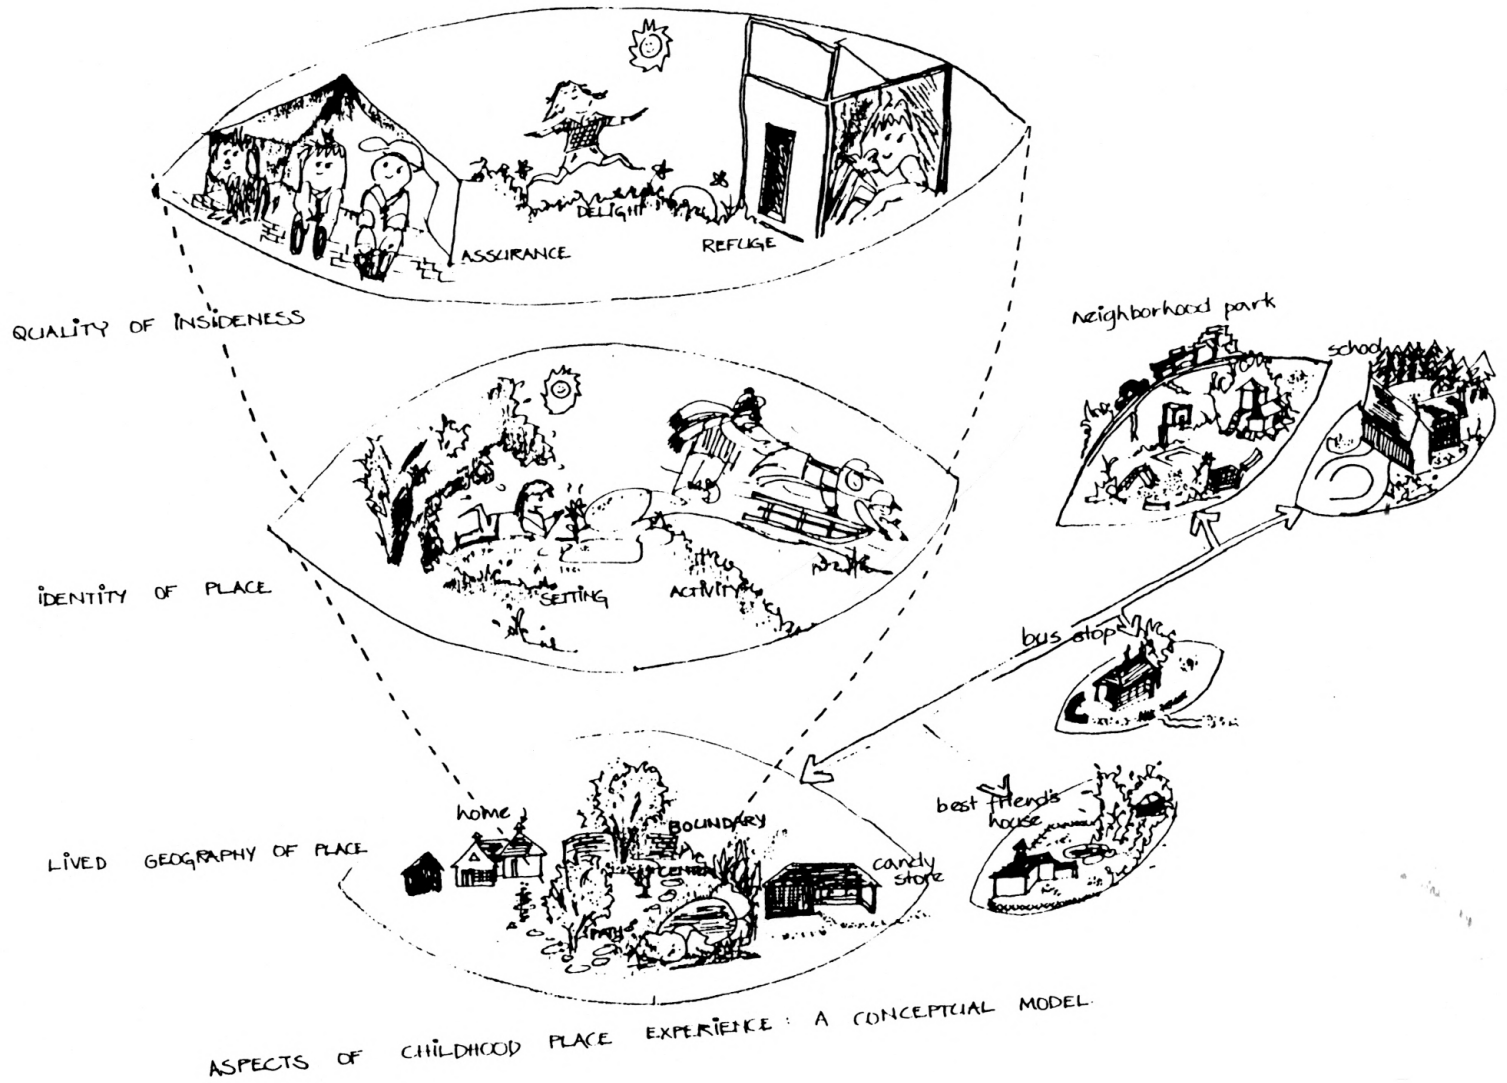 DELIGHT
ASSURANCE
REFUGE
QUALITY OF INSIDENESS
neighborhood park
school
IDENTITY OF PLACE
SETTING
ACTIVITY
bus stop
home
BOUNDARY
best friend's
house
LIVED GEOGRAPHY OF PLACE
candy
store
PATH
ASPECTS OF CHILDHOOD PLACE EXPERIENCE: A CONCEPTUAL MODEL.